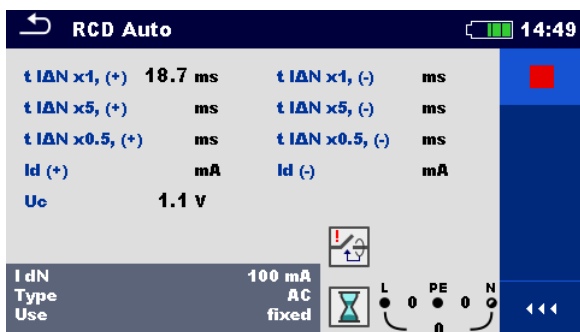 RCD Auto 14:49
t IΔN x1, (+) 18.7 ms t IΔN x1, (-) ms
t IΔN x5, (+) ms t IΔN x5, (-) ms
t IΔN x0.5, (+) ms t IΔN x0.5, (-) ms
Id (+) mA Id (-) mA
Uc 1.1 V
!
I dN 100 mA
Type AC
Use fixed
L PE N
0 0
0